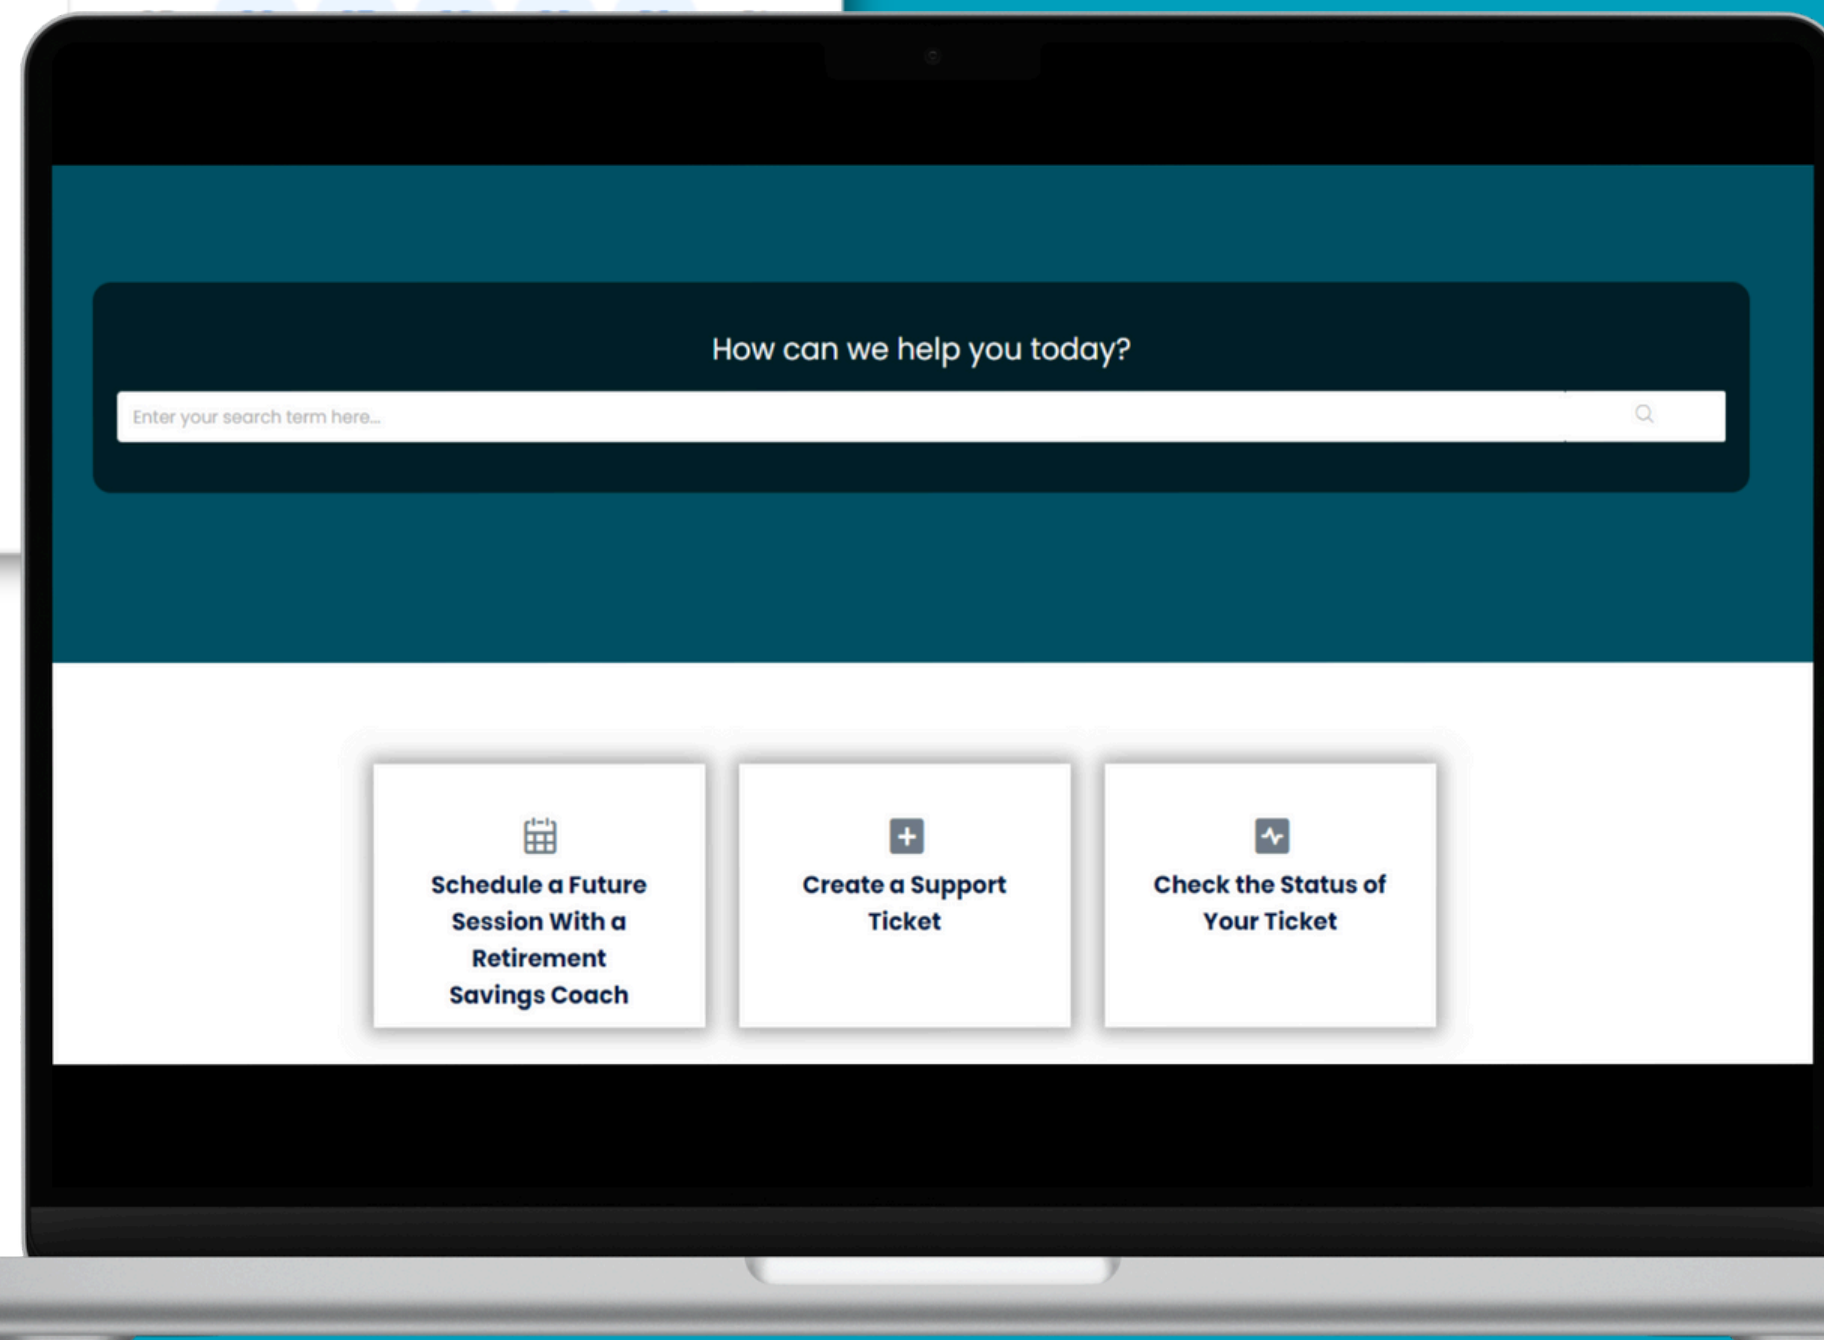 How can we help you today?
Enter your search term here...
Schedule a Future
Session With a
Retirement
Savings Coach
Create a Support
Ticket
Check the Status of
Your Ticket